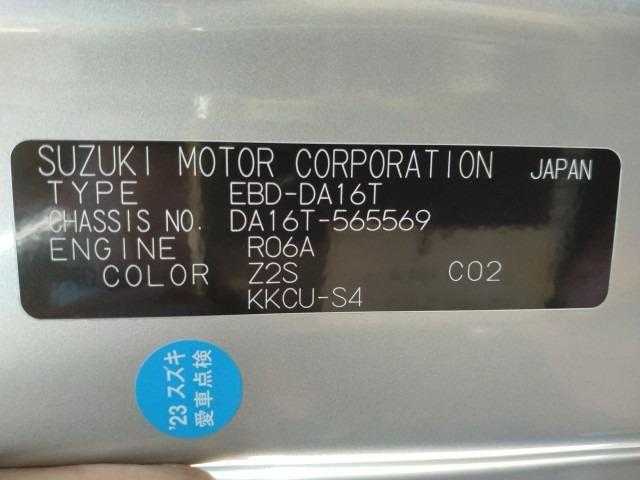 SUZUKI MOTOR CORPORATION JAPAN
TYPE EBD-DA16T
CHASSIS NO. DA16T-565569
ENGINE R06A
COLOR Z2S C02
KKCU-S4
'23 スズキ
愛車点検